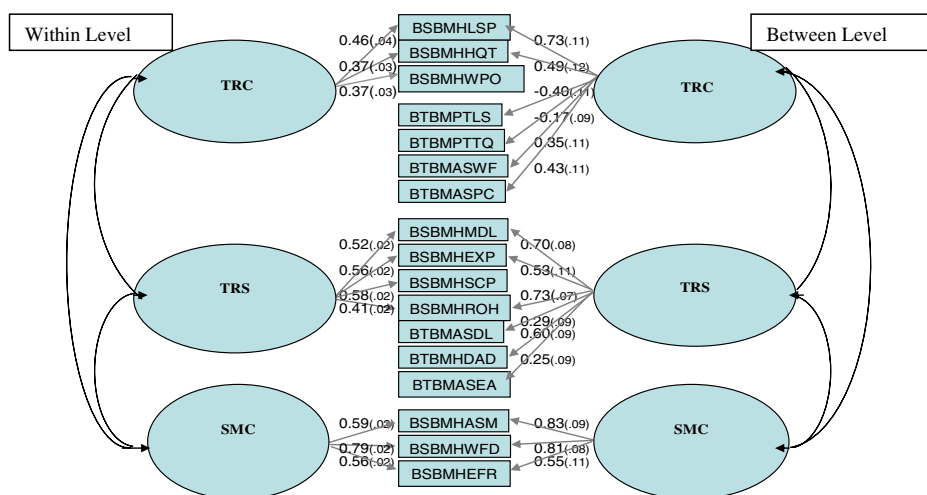 Within Level
Between Level
TRC
0.46(.04)
0.37(.03)
0.37(.03)
BSBMHLSP
BSBMHHQT
BSBMHWPO
BTBMPTLS
BTBMPTTQ
BTBMASWF
BTBMASPC
0.73(.11)
0.49(.12)
-0.40(.11)
-0.17(.09)
0.35(.11)
0.43(.11)
TRC
TRS
0.52(.02)
0.56(.02)
0.58(.02)
0.41(.02)
BSBMHMDL
BSBMHEXP
BSBMHSCP
BSBMHROH
BTBMASDL
BTBMHDAD
BTBMASEA
0.70(.08)
0.53(.11)
0.73(.07)
0.29(.09)
0.60(.09)
0.25(.09)
TRS
SMC
0.59(.02)
0.79(.02)
0.56(.02)
BSBMHASM
BSBMHWFD
BSBMHEFR
0.83(.09)
0.81(.08)
0.55(.11)
SMC